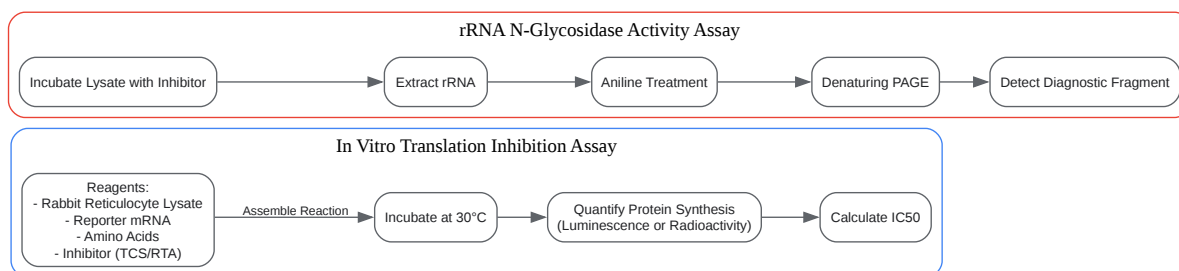 rRNA N-Glycosidase Activity Assay
Incubate Lysate with Inhibitor
Extract rRNA
Aniline Treatment
Denaturing PAGE
Detect Diagnostic Fragment
In Vitro Translation Inhibition Assay
Reagents:
- Rabbit Reticulocyte Lysate
- Reporter mRNA
- Amino Acids
- Inhibitor (TCS/RTA)
Assemble Reaction
Incubate at 30°C
Quantify Protein Synthesis
(Luminescence or Radioactivity)
Calculate IC50